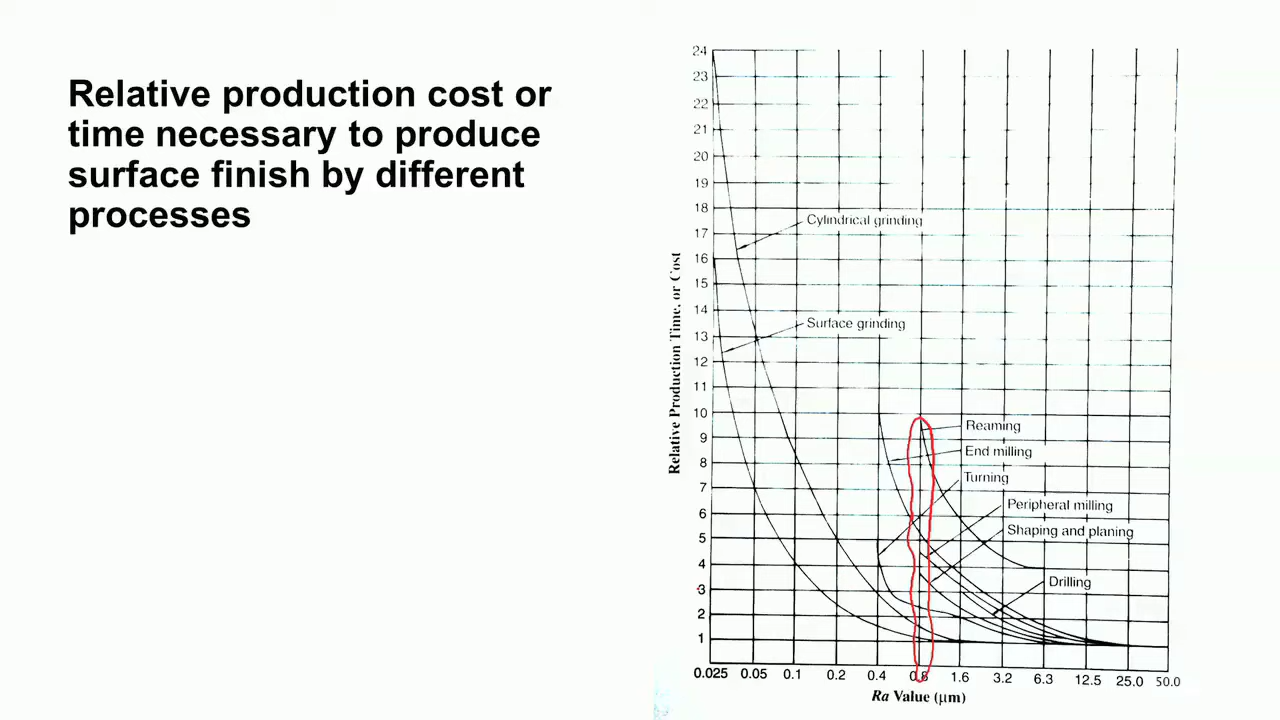 Relative production cost or
time necessary to produce
surface finish by different
processes
24
23
22
21
20
19
18
17
16
15
14
13
12
11
10
9
8
7
6
5
4
3
2
1
Relative Production Time, or Cost
Cylindrical grinding
Surface grinding
Reaming
End milling
Turning
Peripheral milling
Shaping and planing
Drilling
0.025 0.05 0.1 0.2 0.4 0.8 1.6 3.2 6.3 12.5 25.0 50.0
Ra Value (µm)